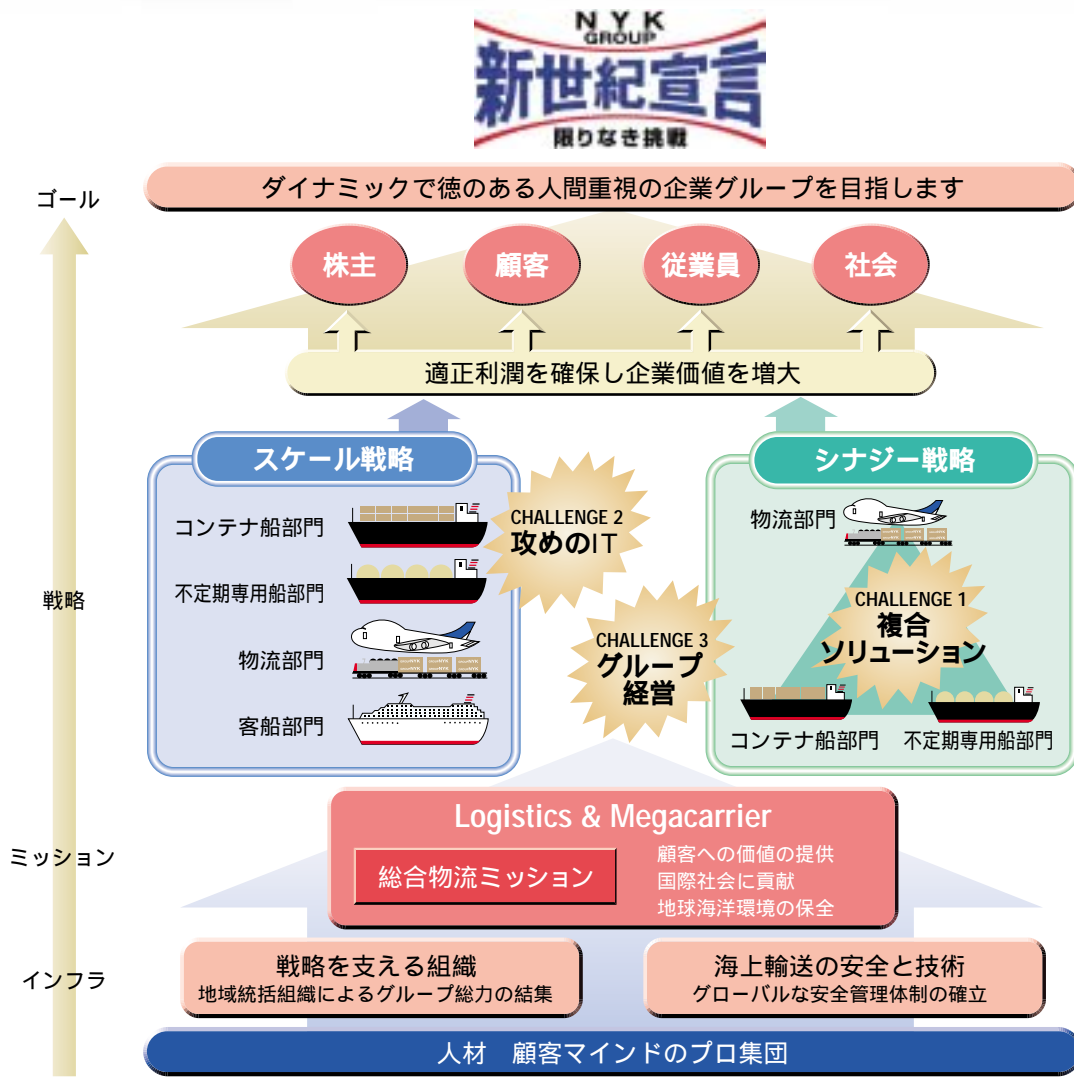 NYK
GROUP
新世紀宣言
限りなき挑戦
ゴール
ダイナミックで徳のある人間重視の企業グループを目指します
株主
顧客
従業員
社会
適正利潤を確保し企業価値を増大
戦略
スケール戦略
コンテナ船部門
不定期専用船部門
物流部門
客船部門
CHALLENGE 2
攻めのIT
CHALLENGE 3
グループ
経営
シナジー戦略
物流部門
CHALLENGE 1
複合
ソリューション
コンテナ船部門
不定期専用船部門
ミッション
Logistics & Megacarrier
総合物流ミッション
顧客への価値の提供
国際社会に貢献
地球海洋環境の保全
インフラ
戦略を支える組織
地域統括組織によるグループ総力の結集
海上輸送の安全と技術
グローバルな安全管理体制の確立
人材　顧客マインドのプロ集団